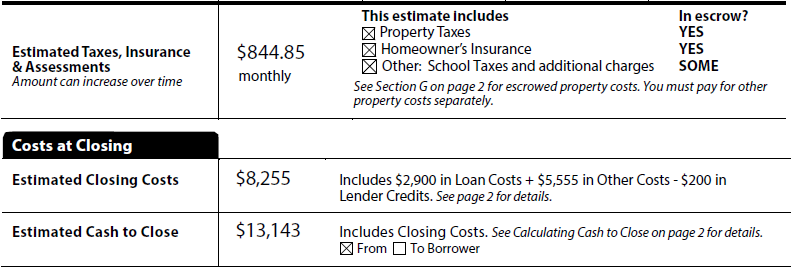 This estimate includes In escrow?
Estimated Taxes, Insurance
& Assessments
Amount can increase over time
$844.85
monthly
☒ Property Taxes YES
☒ Homeowner's Insurance YES
☒ Other: School Taxes and additional charges SOME
See Section G on page 2 for escrowed property costs. You must pay for other
property costs separately.
Costs at Closing
Estimated Closing Costs $8,255 Includes $2,900 in Loan Costs + $5,555 in Other Costs - $200 in
Lender Credits. See page 2 for details.
Estimated Cash to Close $13,143 Includes Closing Costs. See Calculating Cash to Close on page 2 for details.
☒ From ☐ To Borrower